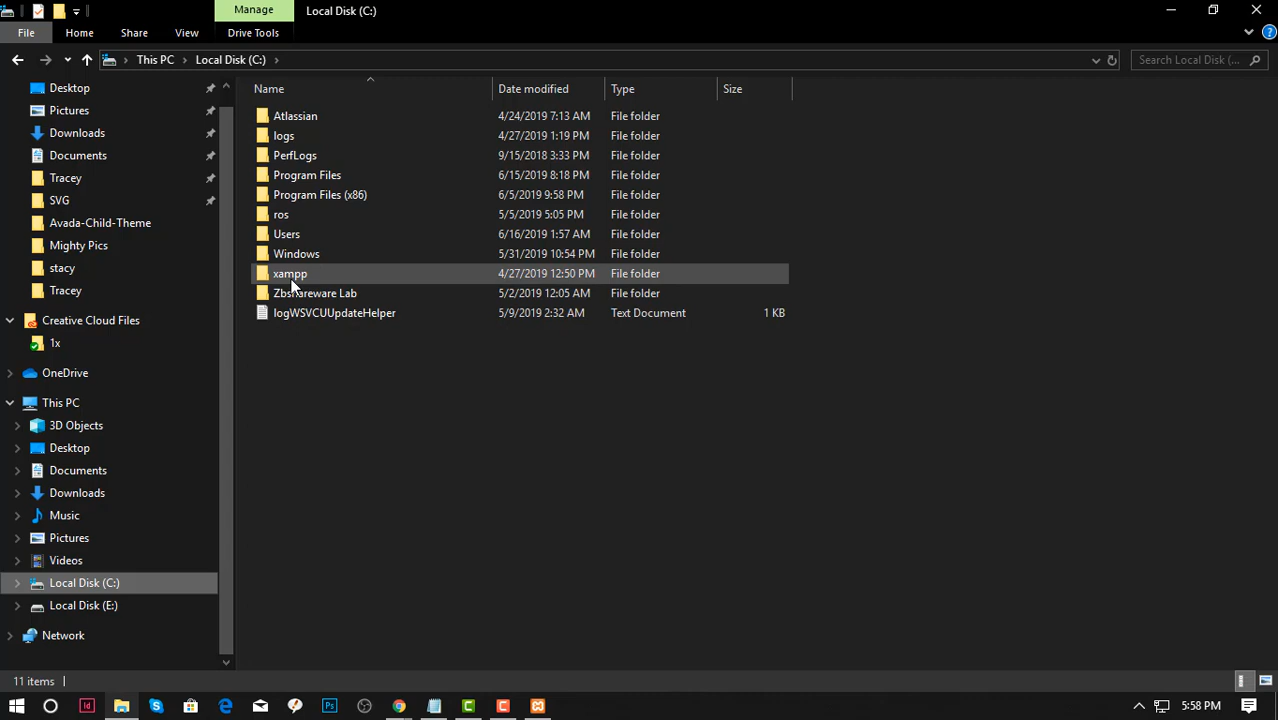 Manage
Local Disk (C:)
File
Home
Share
View
Drive Tools
This PC
Local Disk (C:)
Search Local Disk (...
Name
Date modified
Type
Size
Desktop
Pictures
Downloads
Documents
Tracey
SVG
Avada-Child-Theme
Mighty Pics
stacy
Tracey
Creative Cloud Files
1x
OneDrive
This PC
3D Objects
Desktop
Documents
Downloads
Music
Pictures
Videos
Local Disk (C:)
Local Disk (E:)
Network
Atlassian 4/24/2019 7:13 AM File folder
logs 4/27/2019 1:19 PM File folder
PerfLogs 9/15/2018 3:33 PM File folder
Program Files 6/15/2019 8:18 PM File folder
Program Files (x86) 6/5/2019 9:58 PM File folder
ros 5/5/2019 5:05 PM File folder
Users 6/16/2019 1:57 AM File folder
Windows 5/31/2019 10:54 PM File folder
xampp 4/27/2019 12:50 PM File folder
Zbshareware Lab 5/2/2019 12:05 AM File folder
logWSVCUUpdateHelper 5/9/2019 2:32 AM Text Document 1 KB
11 items
Id
Ps
C
C
5:58 PM